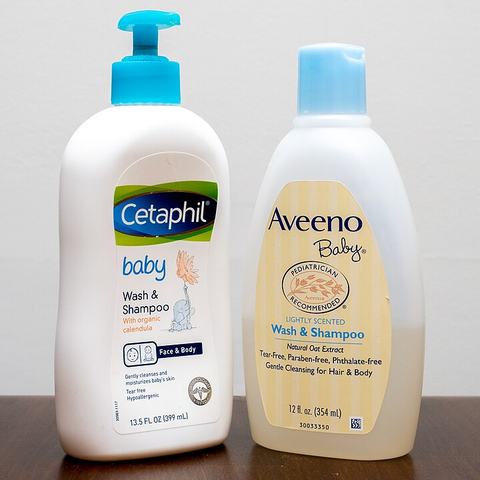 Cetaphil®
baby
Wash &
Shampoo
With organic
calendula
Face & Body
Gently cleanses and
moisturizes baby's skin
Tear free
Hypoallergenic
13.5 FL OZ (399 mL)
Aveeno
Baby®
PEDIATRICIAN
Aveeno
RECOMMENDED®
LIGHTLY SCENTED
Wash & Shampoo
Natural Oat Extract
Tear-Free, Paraben-free, Phthalate-free
Gentle Cleansing for Hair & Body
12 fl. oz. (354 mL)
30033350